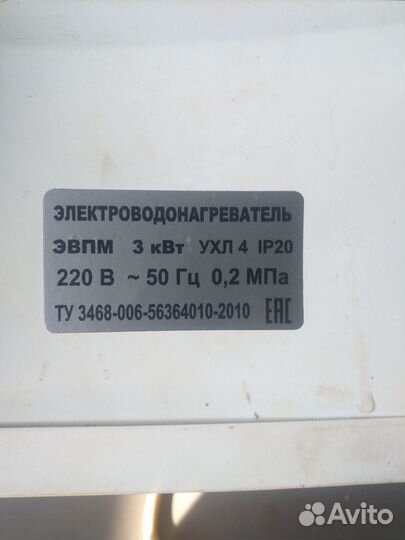 ЭЛЕКТРОВОДОНАГРЕВАТЕЛЬ
ЭВПМ 3 кВт УХЛ 4 IP20
220 В ~ 50 Гц 0,2 МПа
ТУ 3468-006-56364010-2010 EAC
Avito